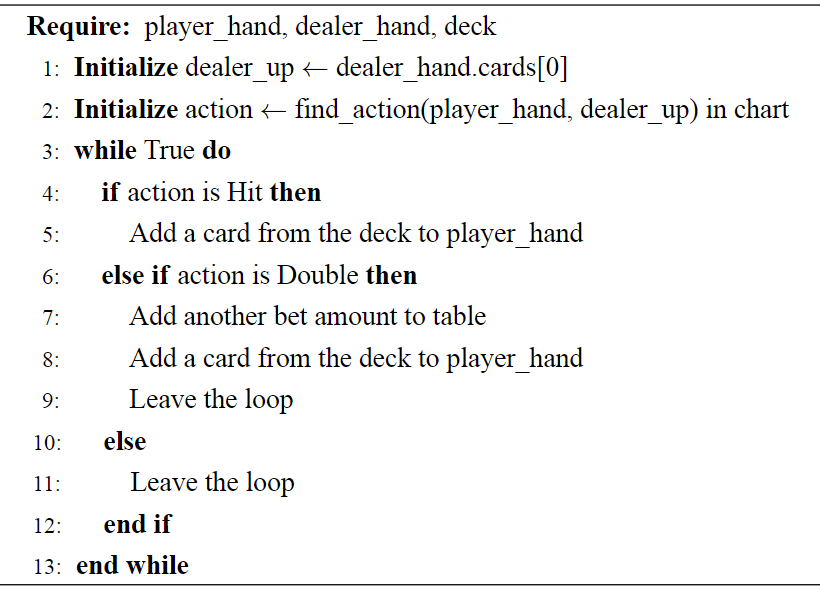 Require: player_hand, dealer_hand, deck
1: Initialize dealer_up ← dealer_hand.cards[0]
2: Initialize action ← find_action(player_hand, dealer_up) in chart
3: while True do
4: if action is Hit then
5: Add a card from the deck to player_hand
6: else if action is Double then
7: Add another bet amount to table
8: Add a card from the deck to player_hand
9: Leave the loop
10: else
11: Leave the loop
12: end if
13: end while